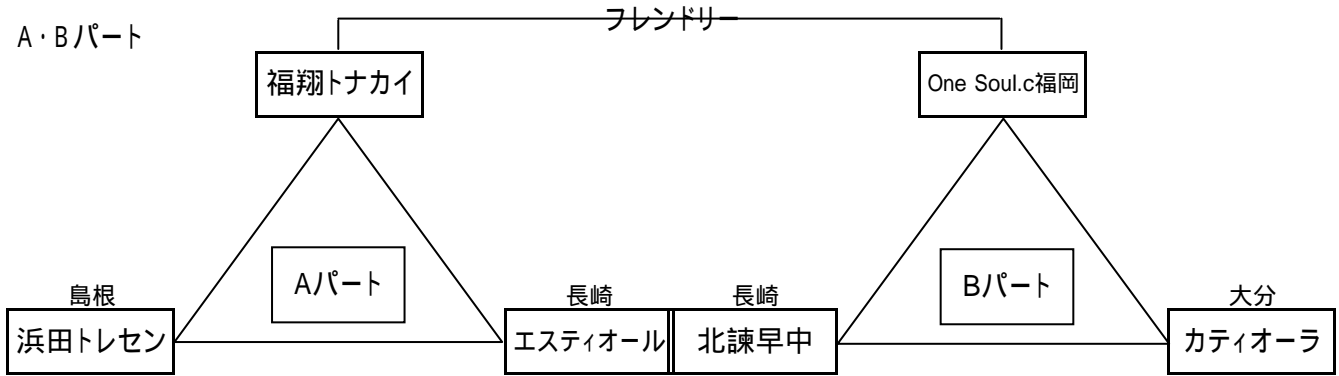 フレンドリー
A・Bパート
福翔トナカイ
One Soul.c福岡
Aパート
Bパート
島根
長崎
長崎
大分
浜田トレセン
エスティオール
北諫早中
カティオーラ